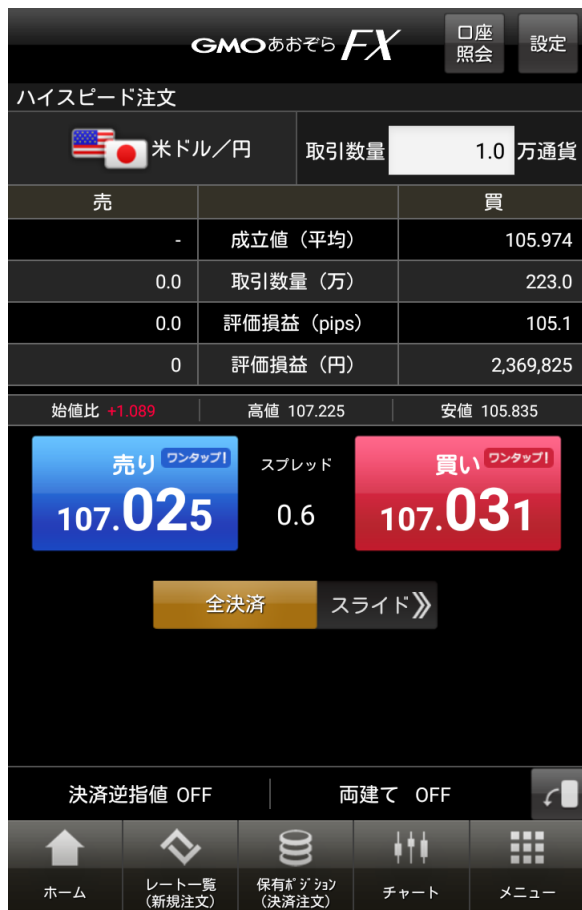 GMOあおぞらFX
口座照会 設定
ハイスピード注文
米ドル／円 取引数量 1.0 万通貨
売 買
- 成立値（平均） 105.974
0.0 取引数量（万） 223.0
0.0 評価損益（pips） 105.1
0 評価損益（円） 2,369,825
始値比 +1.089 高値 107.225 安値 105.835
売り ワンタップ! スプレッド 買い ワンタップ!
107.025 0.6 107.031
全決済 スライド》
決済逆指値 OFF 両建て OFF
ホーム レート一覧(新規注文) 保有ポジション(決済注文) チャート メニュー